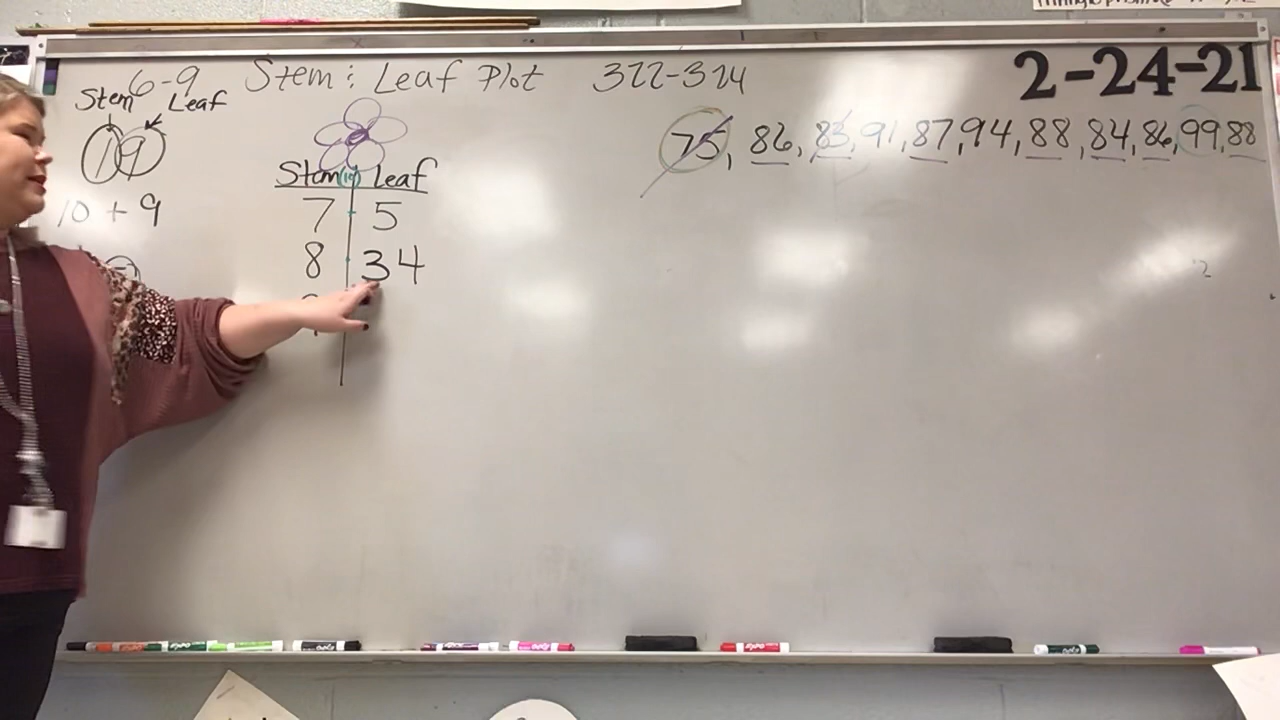 6-9 Stem & Leaf Plot 322-324
2-24-21
Stem Leaf
19
10 + 9
75, 86, 83, 91, 87, 94, 88, 84, 86, 99, 88
Stem Leaf
7 5
8 34
EXPO